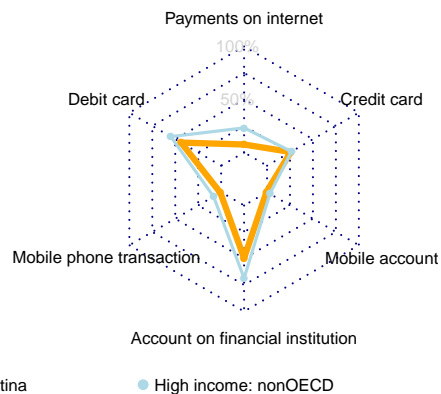 Payments on internet
100%
Debit card
50%
Credit card
Mobile phone transaction
Mobile account
Account on financial institution
tina
High income: nonOECD